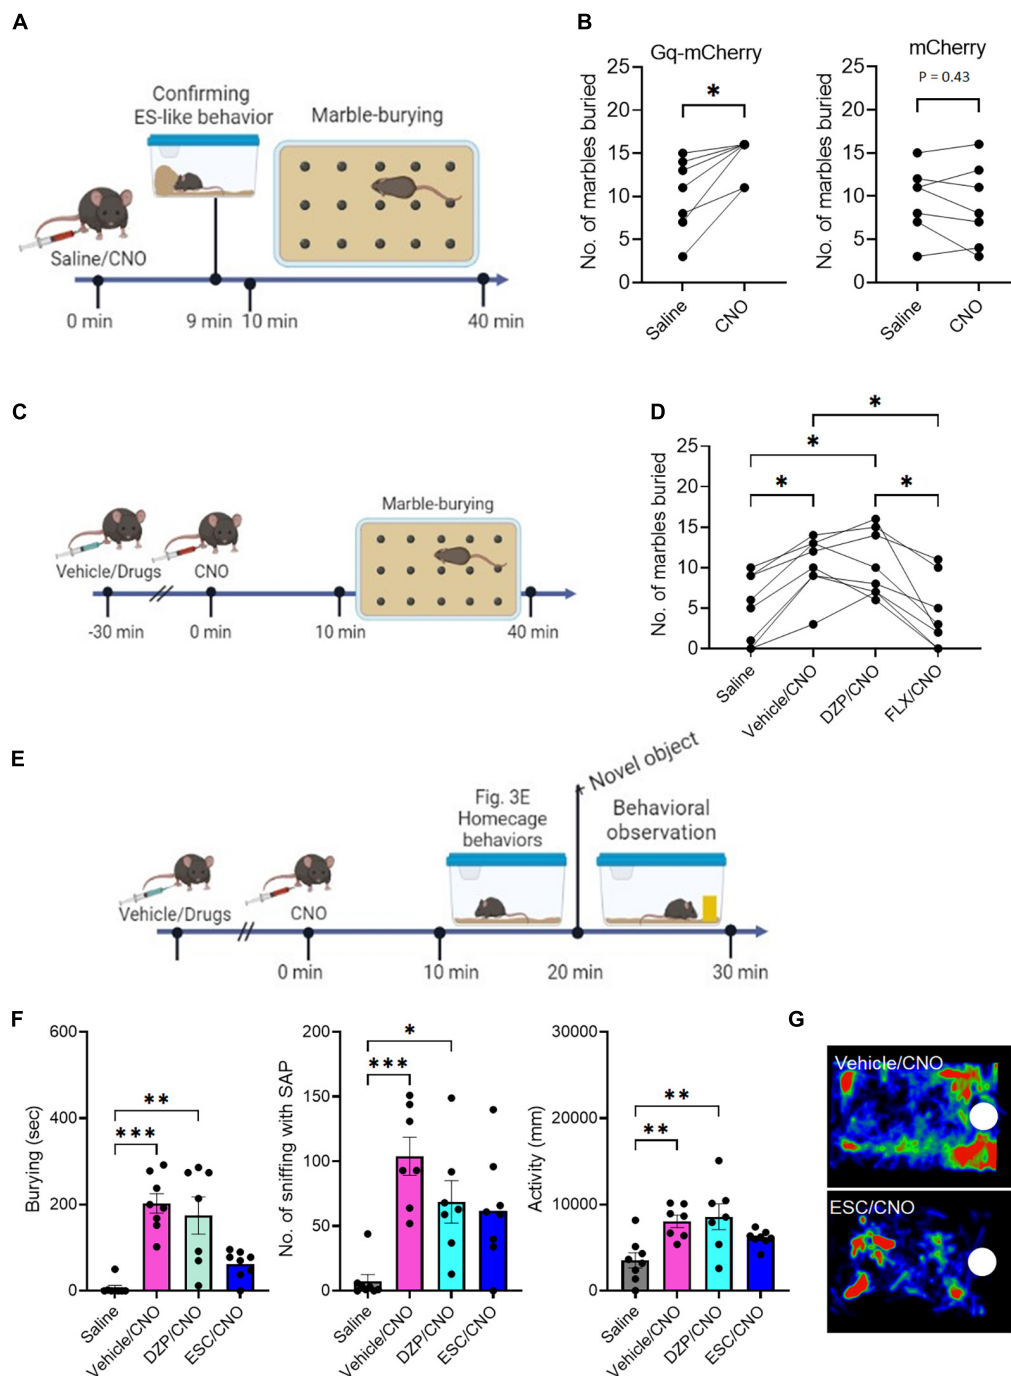 A
Confirming
ES-like behavior
Marble-burying
Saline/CNO
0 min
9 min
10 min
40 min
B
Gq-mCherry
No. of marbles buried
25
20
15
10
5
0
*
Saline
CNO
mCherry
P = 0.43
No. of marbles buried
25
20
15
10
5
0
Saline
CNO
C
Marble-burying
Vehicle/Drugs
CNO
-30 min
0 min
10 min
40 min
D
No. of marbles buried
25
20
15
10
5
0
*
*
*
*
Saline
Vehicle/CNO
DZP/CNO
FLX/CNO
E
Fig. 3E
Homecage
behaviors
+ Novel object
Behavioral
observation
Vehicle/Drugs
CNO
0 min
10 min
20 min
30 min
F
Burying (sec)
600
400
200
0
**
***
Saline
Vehicle/CNO
DZP/CNO
ESC/CNO
No. of sniffing with SAP
200
150
100
50
0
*
***
Saline
Vehicle/CNO
DZP/CNO
ESC/CNO
Activity (mm)
30000
20000
10000
0
**
**
Saline
Vehicle/CNO
DZP/CNO
ESC/CNO
G
Vehicle/CNO
ESC/CNO